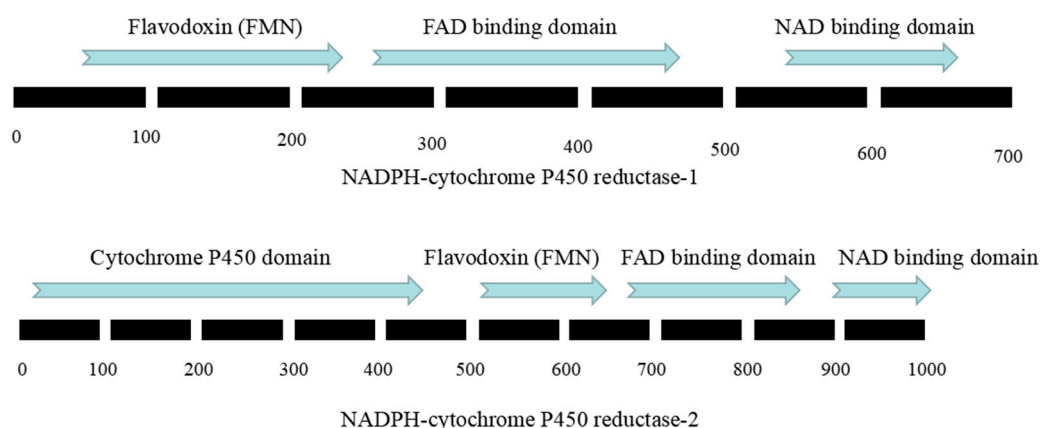 Flavodoxin (FMN) FAD binding domain NAD binding domain
0 100 200 300 400 500 600 700
NADPH-cytochrome P450 reductase-1
Cytochrome P450 domain Flavodoxin (FMN) FAD binding domain NAD binding domain
0 100 200 300 400 500 600 700 800 900 1000
NADPH-cytochrome P450 reductase-2